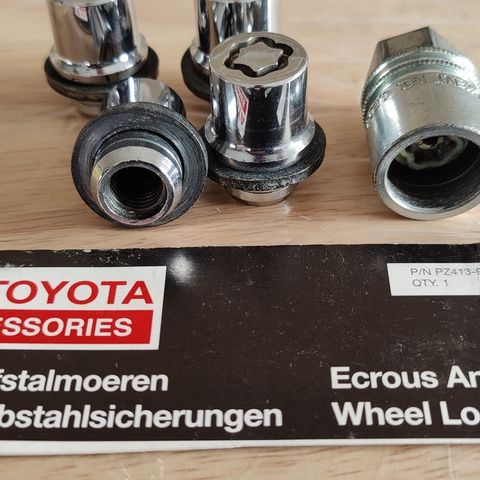 TOYOTA
ESSORIES
P/N PZ413-
QTY. 1
fstalmoeren
bstahlsicherungen
Ecrous An
Wheel Lo